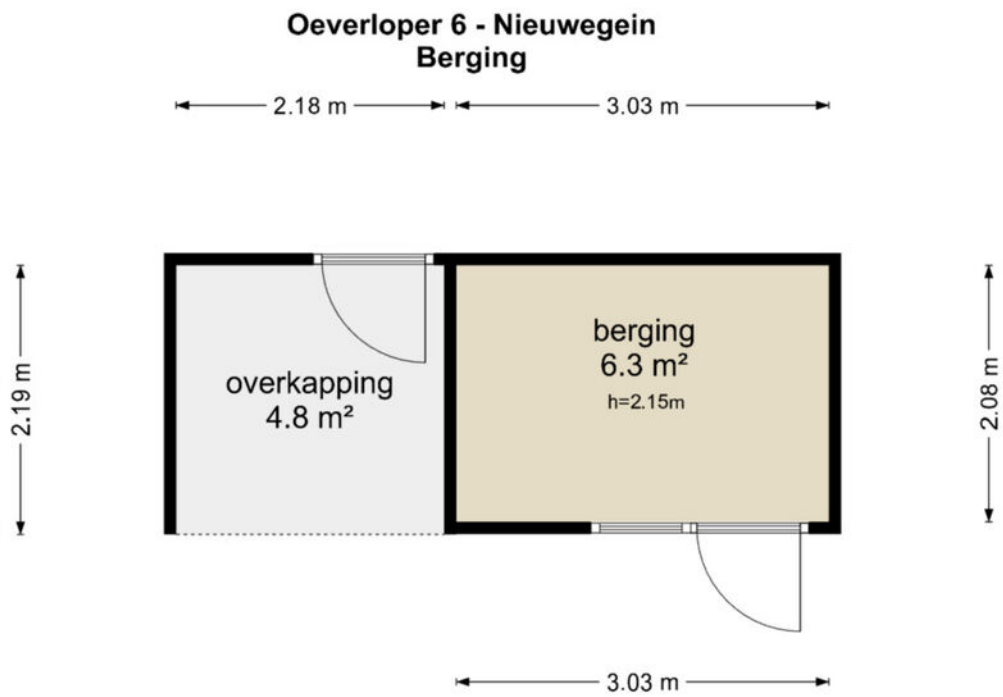 Oeverloper 6 - Nieuwegein
Berging
2.18 m
3.03 m
2.19 m
overkapping
4.8 m²
berging
6.3 m²
h=2.15m
2.08 m
3.03 m